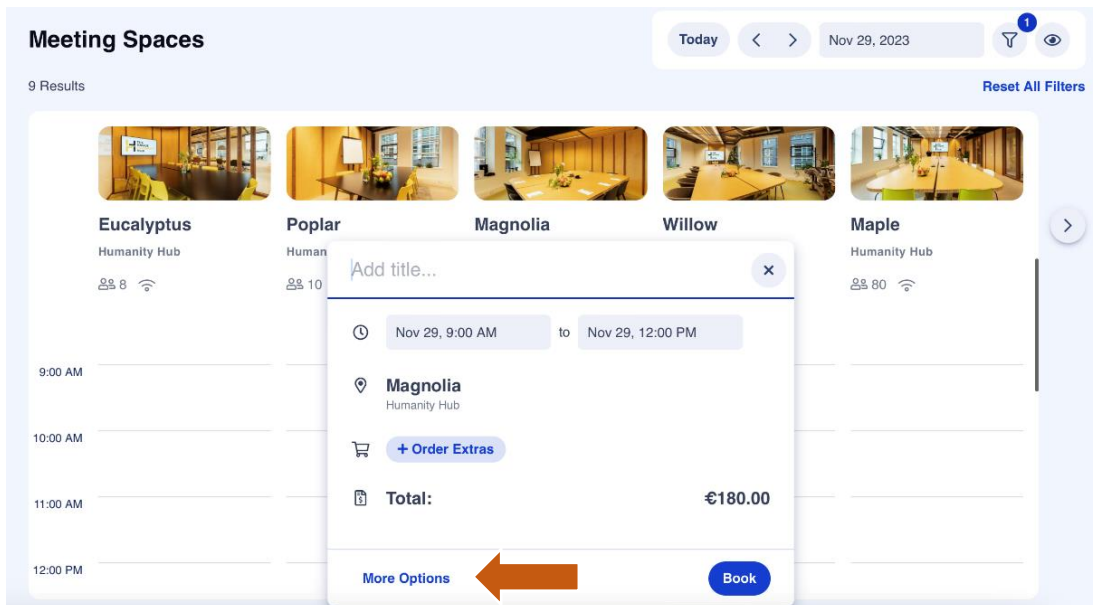 Meeting Spaces
Today
Nov 29, 2023
1
9 Results
Reset All Filters
Eucalyptus
Poplar
Magnolia
Willow
Maple
Humanity Hub
Human
Humanity Hub
8
10
80
Add title...
Nov 29, 9:00 AM to Nov 29, 12:00 PM
9:00 AM
Magnolia
Humanity Hub
10:00 AM
+ Order Extras
11:00 AM
Total: €180.00
12:00 PM
More Options
Book